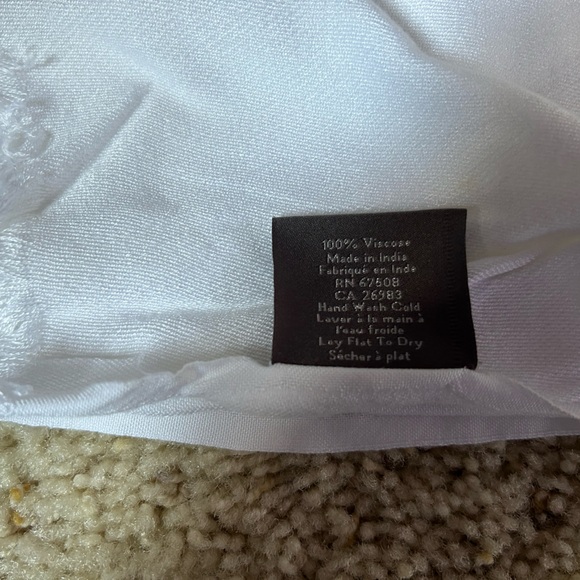 100% Viscose
Made in India
Fabriqué en Inde
RN 67508
CA 26983
Hand Wash Cold
Laver à la main à
l'eau froide
Lay Flat To Dry
Sécher à plat